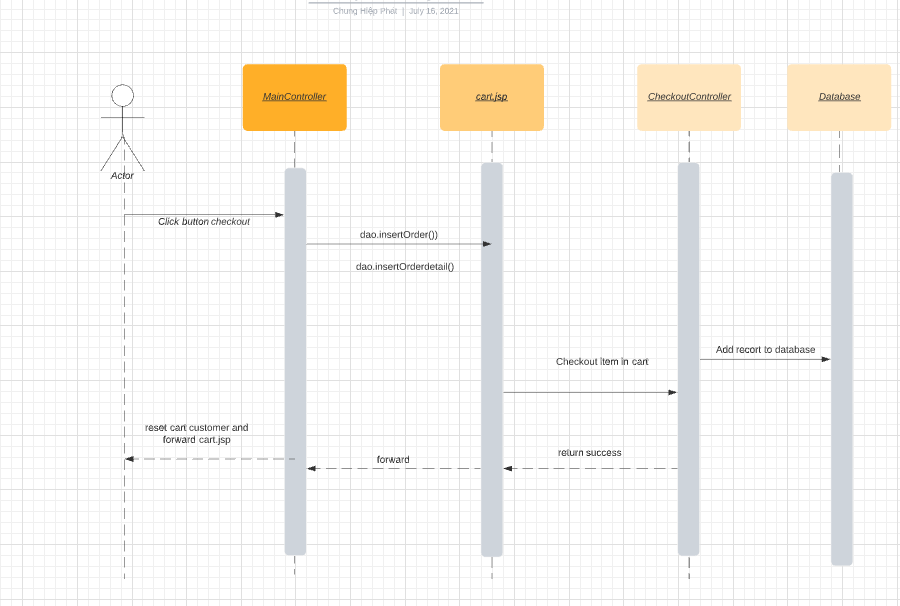 Chung Hiệp Phát | July 16, 2021
MainController
cart.jsp
CheckoutController
Database
Actor
Click button checkout
dao.insertOrder())
dao.insertOrderdetail()
Add recort to database
Checkout item in cart
reset cart customer and
forward cart.jsp
forward
return success